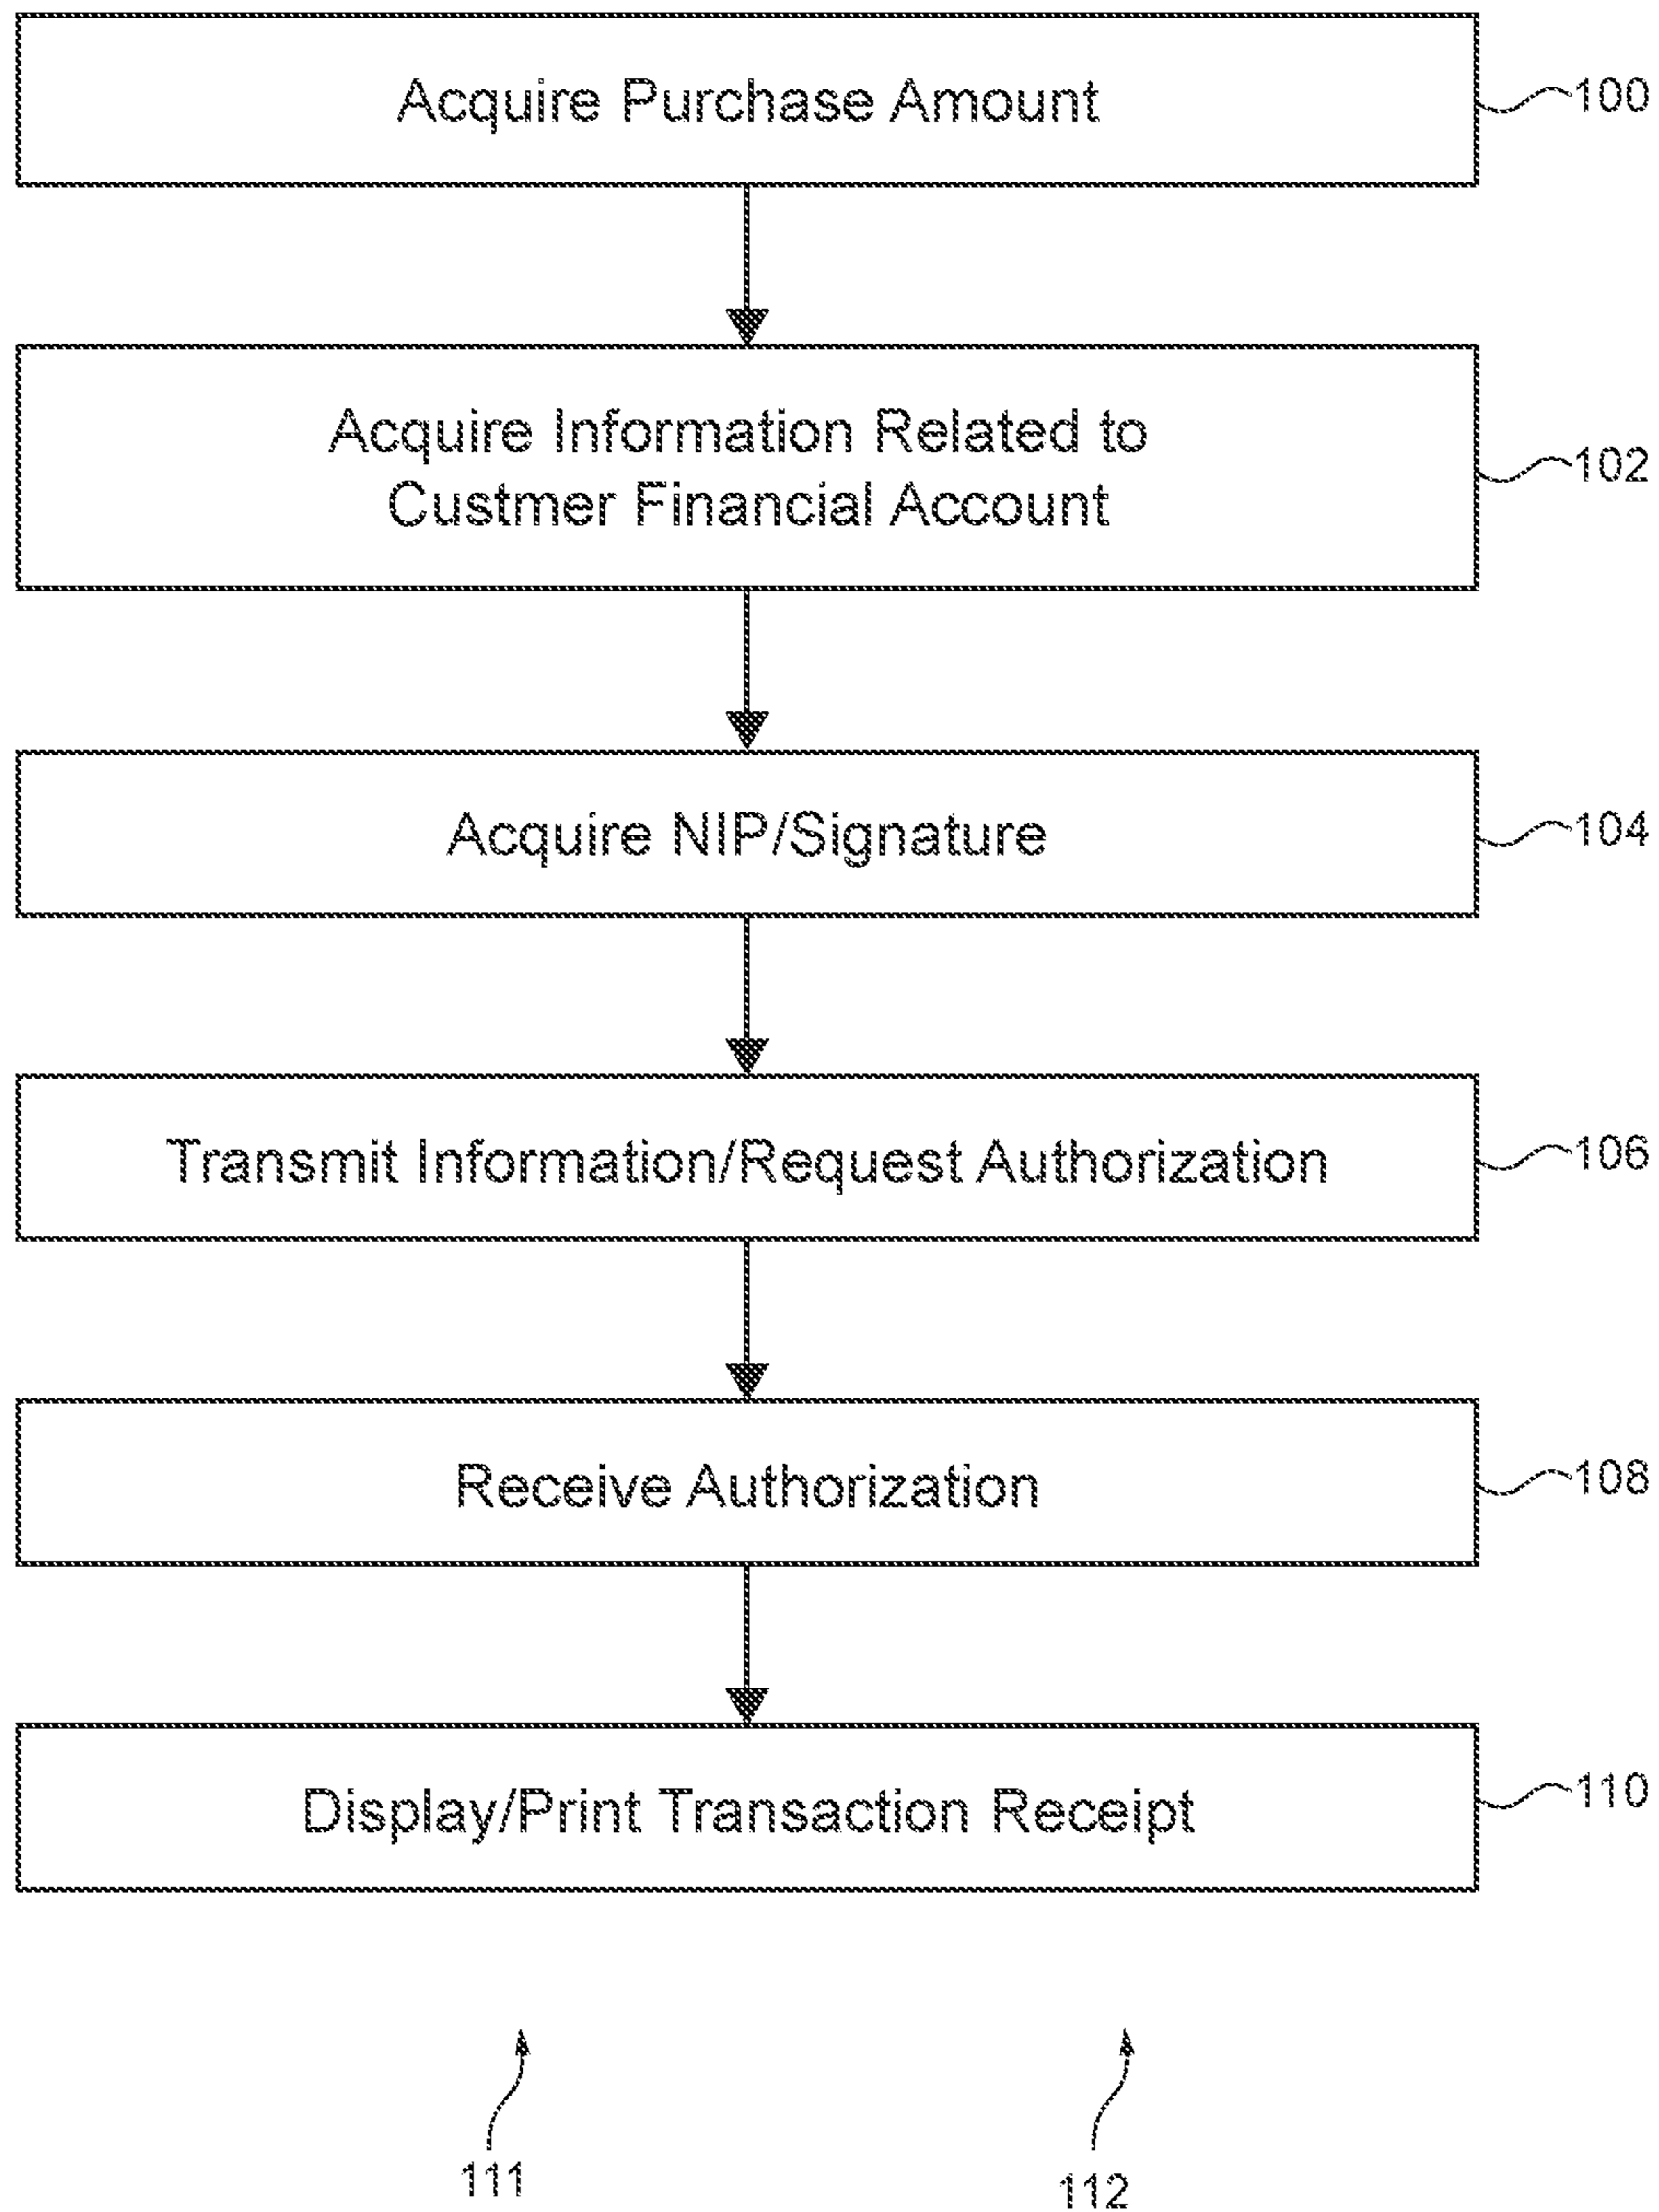 Acquire Purchase Amount
100
Acquire Information Related to
Custmer Financial Account
102
Acquire NIP/Signature
104
Transmit Information/Request Authorization
106
Receive Authorization
108
Display/Print Transaction Receipt
110
111
112